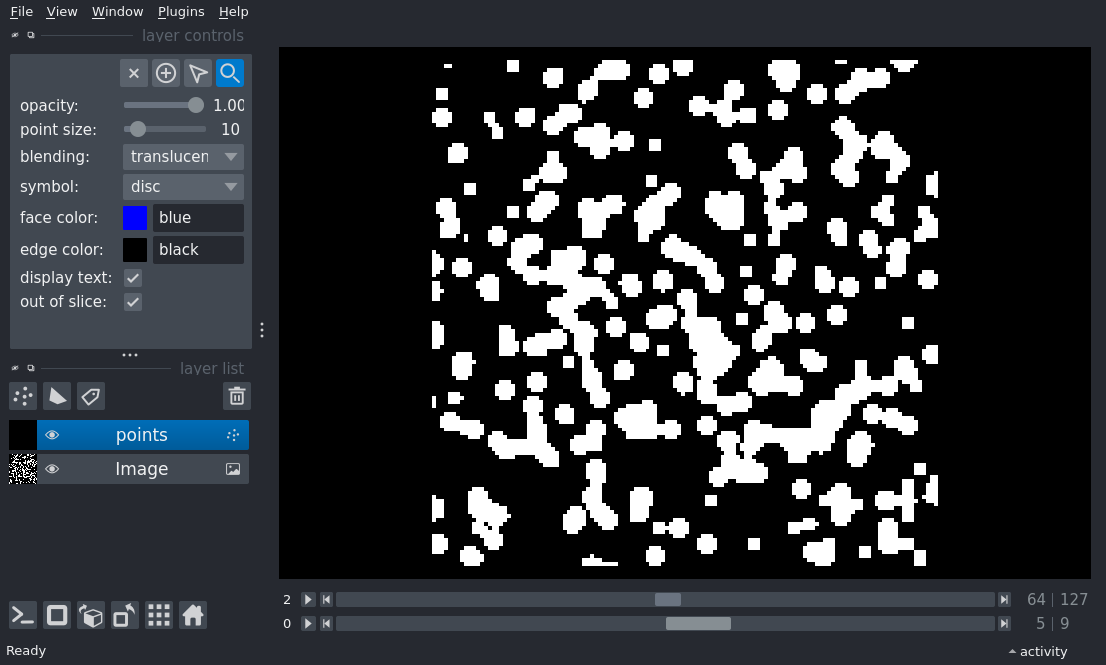 File View Window Plugins Help
layer controls
opacity: 1.00
point size: 10
blending: translucen
symbol: disc
face color: blue
edge color: black
display text:
out of slice:
layer list
points
Image
2 64 | 127
0 5 | 9
Ready activity